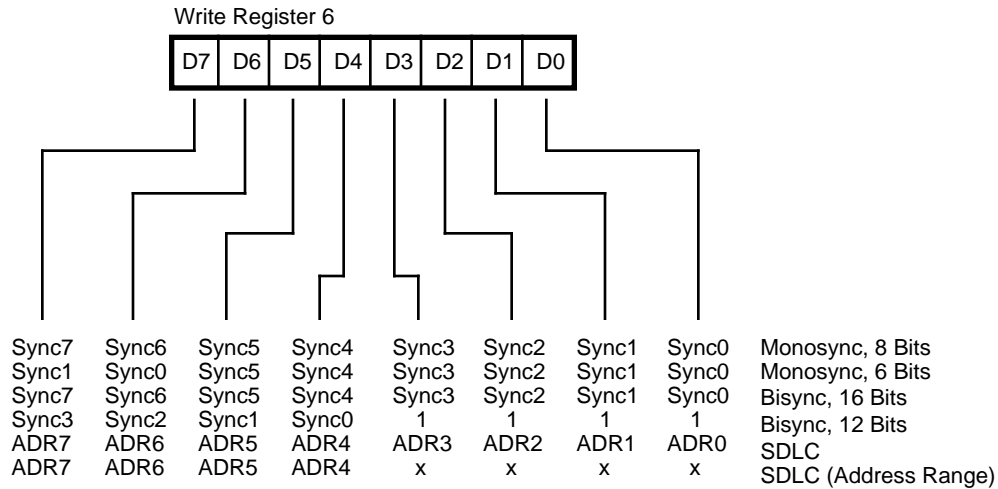 Write Register 6
D7 D6 D5 D4 D3 D2 D1 D0
Sync7 Sync6 Sync5 Sync4 Sync3 Sync2 Sync1 Sync0 Monosync, 8 Bits
Sync1 Sync0 Sync5 Sync4 Sync3 Sync2 Sync1 Sync0 Monosync, 6 Bits
Sync7 Sync6 Sync5 Sync4 Sync3 Sync2 Sync1 Sync0 Bisync, 16 Bits
Sync3 Sync2 Sync1 Sync0 1 1 1 1 Bisync, 12 Bits
ADR7 ADR6 ADR5 ADR4 ADR3 ADR2 ADR1 ADR0 SDLC
ADR7 ADR6 ADR5 ADR4 x x x x SDLC (Address Range)